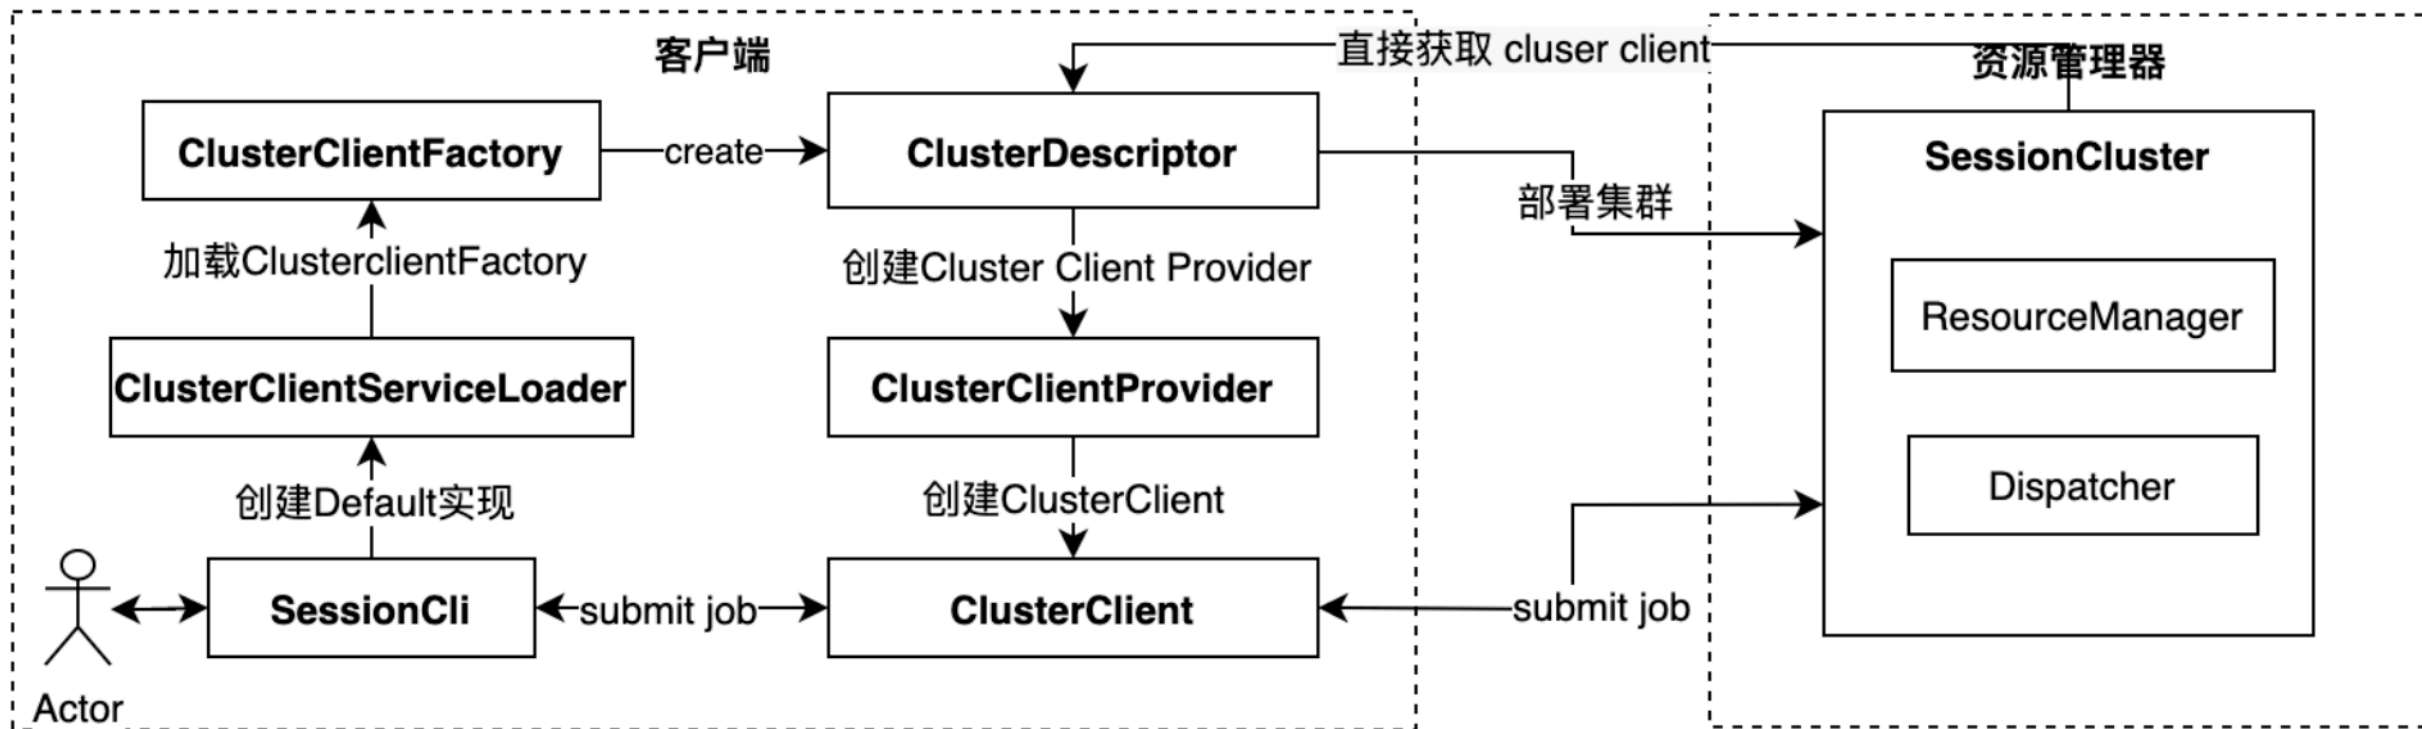 客户端
直接获取 cluser client
资源管理器
ClusterClientFactory
create
ClusterDescriptor
SessionCluster
部署集群
加载ClusterclientFactory
创建Cluster Client Provider
ResourceManager
ClusterClientServiceLoader
ClusterClientProvider
创建Default实现
创建ClusterClient
Dispatcher
SessionCli
submit job
ClusterClient
submit job
Actor